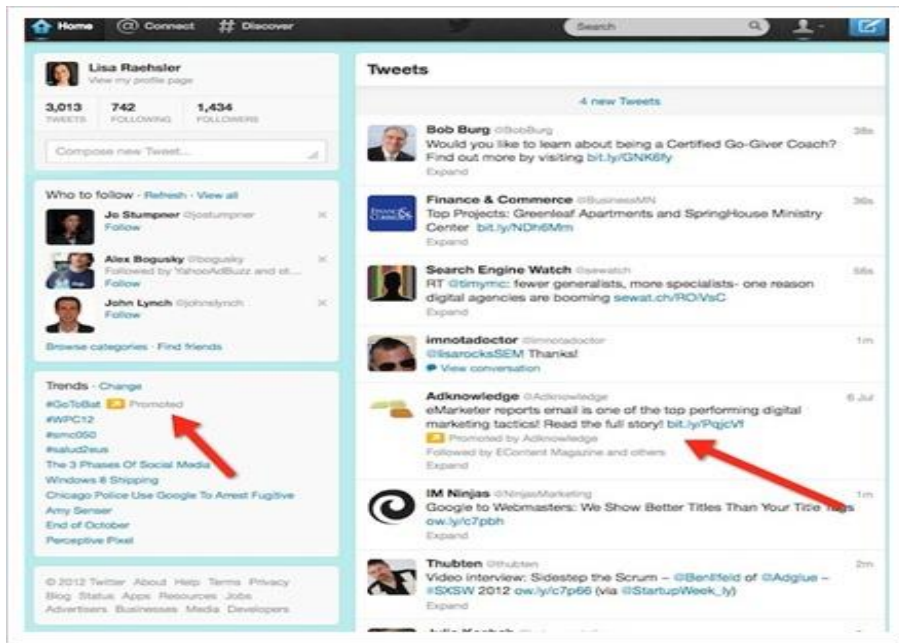 Home @ Connect # Discover
Search
Lisa Raehsler
View my profile page
3,013 742 1,434
TWEETS FOLLOWING FOLLOWERS
Compose new Tweet...
Who to follow · Refresh · View all
Jo Stumpner @jostumpner
Follow
Alex Bogusky @bogusky
Followed by YahooAdBuzz and ot...
Follow
John Lynch @johnslynch
Follow
Browse categories · Find friends
Trends · Change
#GoToBat Promoted
#WPC12
#smc050
#salud2eus
The 3 Phases Of Social Media
Windows 8 Shipping
Chicago Police Use Google To Arrest Fugitive
Amy Senser
End of October
Perceptive Pixel
© 2012 Twitter About Help Terms Privacy
Blog Status Apps Resources Jobs
Advertisers Businesses Media Developers
Tweets
4 new Tweets
Bob Burg @BobBurg 38s
Would you like to learn about being a Certified Go-Giver Coach?
Find out more by visiting bit.ly/GNK6fy
Expand
Finance & Commerce @BusinessMN 36s
Top Projects: Greenleaf Apartments and SpringHouse Ministry
Center bit.ly/NDh6Mm
Expand
Search Engine Watch @sewatch 56s
RT @timymc: fewer generalists, more specialists- one reason
digital agencies are booming sewat.ch/ROiVsC
Expand
imnotadoctor @imnotadoctor 1m
@lisarocksSEM Thanks!
View conversation
Adknowledge @Adknowledge 6 Jul
eMarketer reports email is one of the top performing digital
marketing tactics! Read the full story! bit.ly/PqjcVf
Promoted by Adknowledge
Followed by EContent Magazine and others
Expand
IM Ninjas @NinjasMarketing 1m
Google to Webmasters: We Show Better Titles Than Your Title Tags
ow.ly/c7pbh
Expand
Thubten @thubten 2m
Video interview: Sidestep the Scrum – @Benllfeld of @Adglue –
#SXSW 2012 ow.ly/c7p66 (via @StartupWeek_ly)
Expand